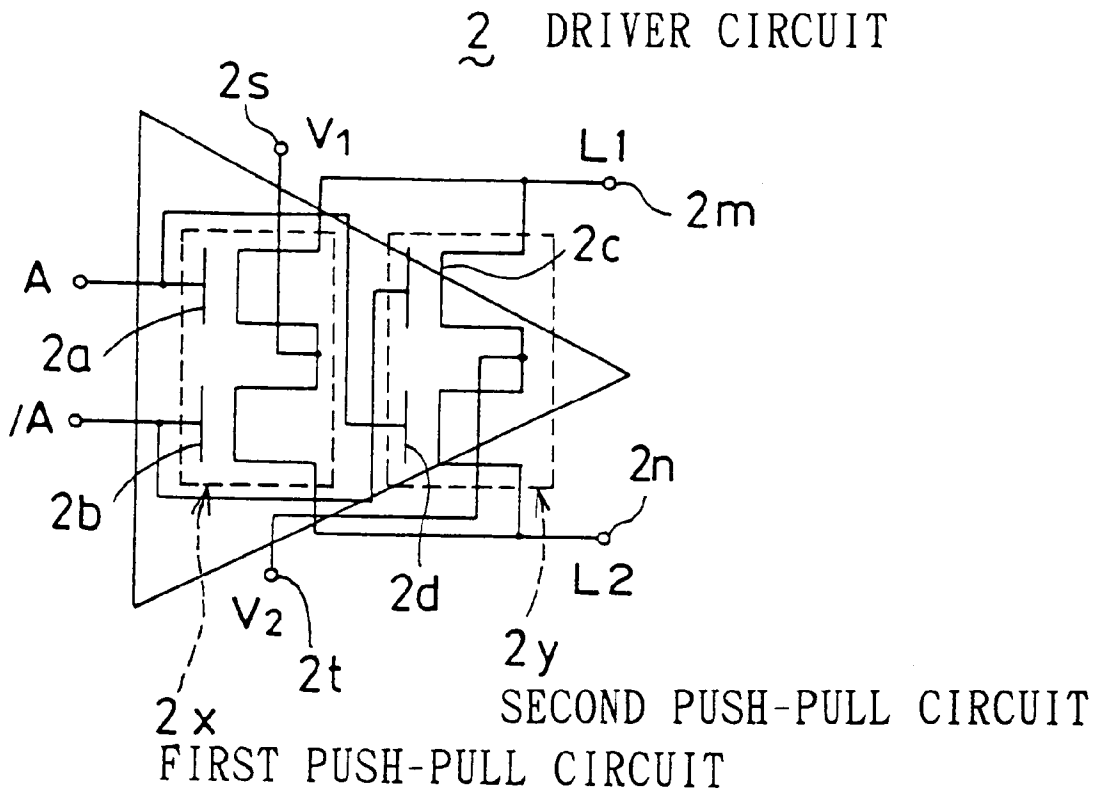 2 DRIVER CIRCUIT
2s
V1
L1
2m
2c
A
2a
/A
2b
2n
L2
2d
V2
2t
2y
SECOND PUSH-PULL CIRCUIT
2x
FIRST PUSH-PULL CIRCUIT